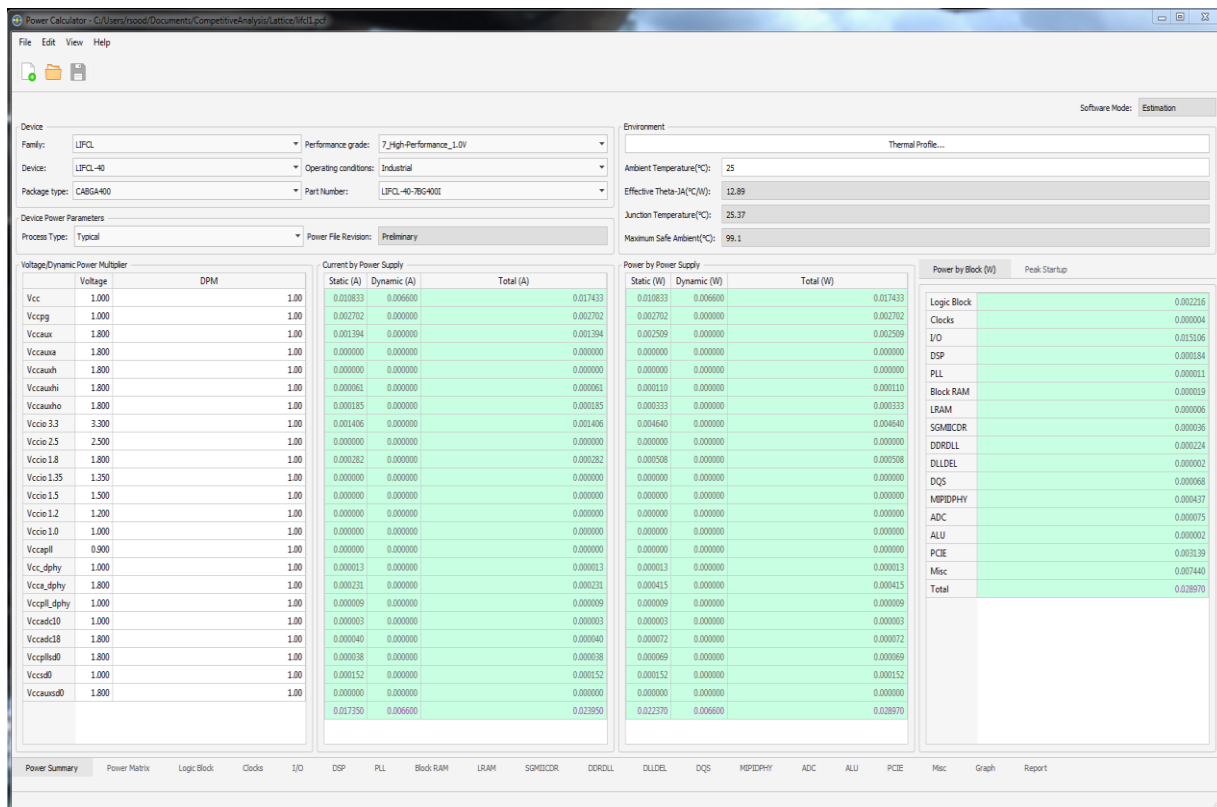 Power Calculator - C:/Users/rsood/Documents/CompetitiveAnalysis/Lattice/lifcl1.pcf
File Edit View Help
Software Mode: Estimation
Device
Family: LIFCL Performance grade: 7_High-Performance_1.0V
Device: LIFCL-40 Operating conditions: Industrial
Package type: CABGA400 Part Number: LIFCL-40-7BG400I
Device Power Parameters
Process Type: Typical Power File Revision: Preliminary
Environment
Thermal Profile...
Ambient Temperature(°C): 25
Effective Theta-JA(°C/W): 12.89
Junction Temperature(°C): 25.37
Maximum Safe Ambient(°C): 99.1
Voltage/Dynamic Power Multiplier Current by Power Supply Power by Power Supply
Voltage DPM Static (A) Dynamic (A) Total (A) Static (W) Dynamic (W) Total (W)
Vcc 1.000 1.00 0.010833 0.006600 0.017433 0.010833 0.006600 0.017433
Vccpg 1.000 1.00 0.002702 0.000000 0.002702 0.002702 0.000000 0.002702
Vccaux 1.800 1.00 0.001394 0.000000 0.001394 0.002509 0.000000 0.002509
Vccauxa 1.800 1.00 0.000000 0.000000 0.000000 0.000000 0.000000 0.000000
Vccauxh 1.800 1.00 0.000000 0.000000 0.000000 0.000000 0.000000 0.000000
Vccauxhi 1.800 1.00 0.000061 0.000000 0.000061 0.000110 0.000000 0.000110
Vccauxho 1.800 1.00 0.000185 0.000000 0.000185 0.000333 0.000000 0.000333
Vccio 3.3 3.300 1.00 0.001406 0.000000 0.001406 0.004640 0.000000 0.004640
Vccio 2.5 2.500 1.00 0.000000 0.000000 0.000000 0.000000 0.000000 0.000000
Vccio 1.8 1.800 1.00 0.000282 0.000000 0.000282 0.000508 0.000000 0.000508
Vccio 1.35 1.350 1.00 0.000000 0.000000 0.000000 0.000000 0.000000 0.000000
Vccio 1.5 1.500 1.00 0.000000 0.000000 0.000000 0.000000 0.000000 0.000000
Vccio 1.2 1.200 1.00 0.000000 0.000000 0.000000 0.000000 0.000000 0.000000
Vccio 1.0 1.000 1.00 0.000000 0.000000 0.000000 0.000000 0.000000 0.000000
Vccapll 0.900 1.00 0.000000 0.000000 0.000000 0.000000 0.000000 0.000000
Vcc_dphy 1.000 1.00 0.000013 0.000000 0.000013 0.000013 0.000000 0.000013
Vcca_dphy 1.800 1.00 0.000231 0.000000 0.000231 0.000415 0.000000 0.000415
Vccpll_dphy 1.000 1.00 0.000009 0.000000 0.000009 0.000009 0.000000 0.000009
Vccadc10 1.000 1.00 0.000003 0.000000 0.000003 0.000003 0.000000 0.000003
Vccadc18 1.800 1.00 0.000040 0.000000 0.000040 0.000072 0.000000 0.000072
Vccpllsd0 1.800 1.00 0.000038 0.000000 0.000038 0.000069 0.000000 0.000069
Vccsd0 1.000 1.00 0.000152 0.000000 0.000152 0.000152 0.000000 0.000152
Vccauxsd0 1.800 1.00 0.000000 0.000000 0.000000 0.000000 0.000000 0.000000
0.017350 0.006600 0.023950 0.022370 0.006600 0.028970
Power by Block (W) Peak Startup
Logic Block 0.002216
Clocks 0.000004
I/O 0.015106
DSP 0.000184
PLL 0.000011
Block RAM 0.000019
LRAM 0.000006
SGMIICDR 0.000036
DDRDLL 0.000224
DLLDEL 0.000002
DQS 0.000068
MIPIDPHY 0.000437
ADC 0.000075
ALU 0.000002
PCIE 0.003139
Misc 0.007440
Total 0.028970
Power Summary Power Matrix Logic Block Clocks I/O DSP PLL Block RAM LRAM SGMIICDR DDRDLL DLLDEL DQS MIPIDPHY ADC ALU PCIE Misc Graph Report